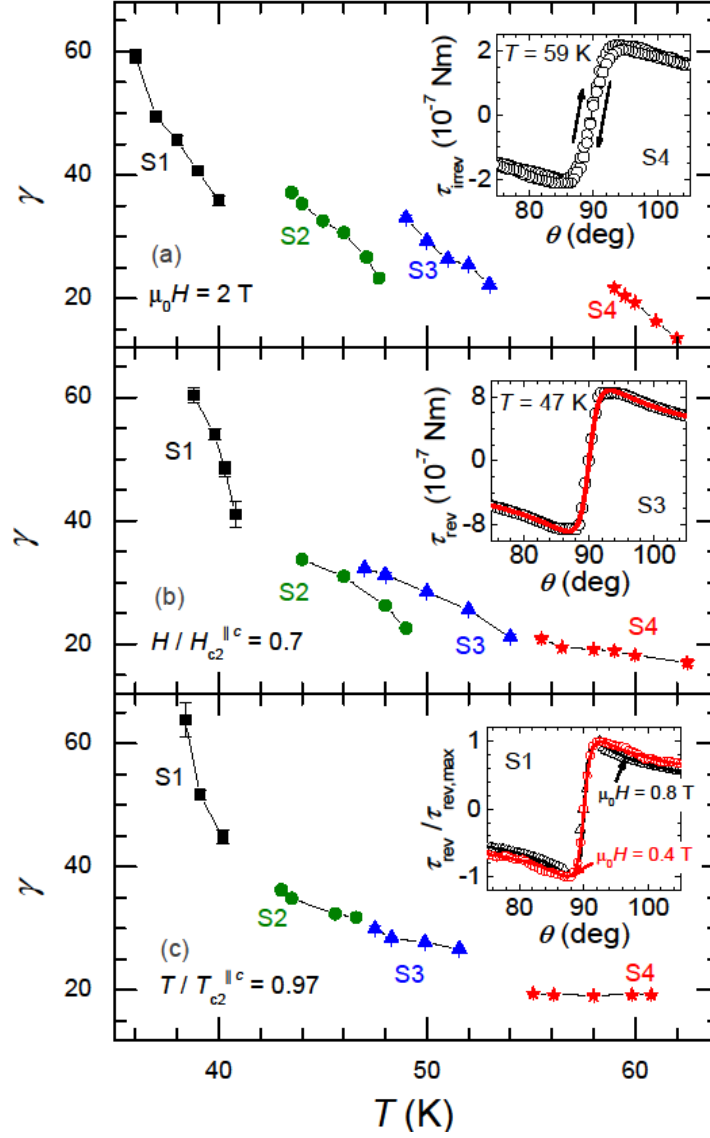 60
40
20
γ
S1
S2
S3
S4
(a)
μ₀H = 2 T
T = 59 K
S4
2
0
-2
τirrev (10⁻⁷ Nm)
80 90 100
θ (deg)
60
40
20
γ
S1
S2
S3
S4
(b)
H / Hc2^∥c = 0.7
T = 47 K
S3
8
0
-8
τrev (10⁻⁷ Nm)
80 90 100
θ (deg)
60
40
20
γ
S1
S2
S3
S4
(c)
T / Tc2^∥c = 0.97
S1
1
0
-1
τrev/τrev,max
μ₀H = 0.8 T
μ₀H = 0.4 T
80 90 100
θ (deg)
40 50 60
T (K)